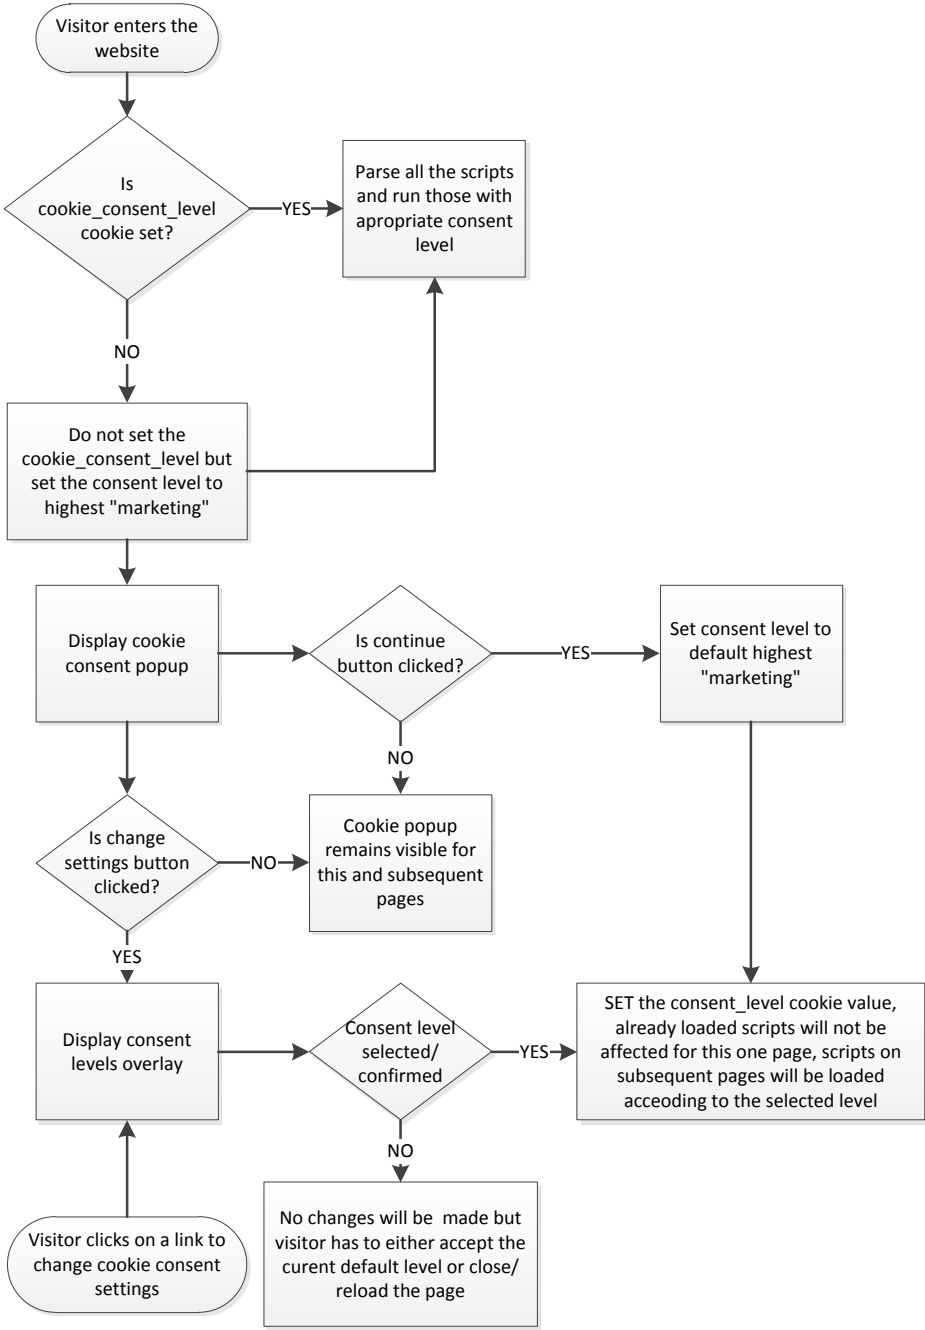 Visitor enters the
website
Is
cookie_consent_level
cookie set?
YES
Parse all the scripts
and run those with
apropriate consent
level
NO
Do not set the
cookie_consent_level but
set the consent level to
highest "marketing"
Display cookie
consent popup
Is continue
button clicked?
YES
Set consent level to
default highest
"marketing"
NO
Is change
settings button
clicked?
NO
Cookie popup
remains visible for
this and subsequent
pages
YES
Display consent
levels overlay
Consent level
selected/
confirmed
YES
SET the consent_level cookie value,
already loaded scripts will not be
affected for this one page, scripts on
subsequent pages will be loaded
acceoding to the selected level
NO
Visitor clicks on a link to
change cookie consent
settings
No changes will be  made but
visitor has to either accept the
curent default level or close/
reload the page